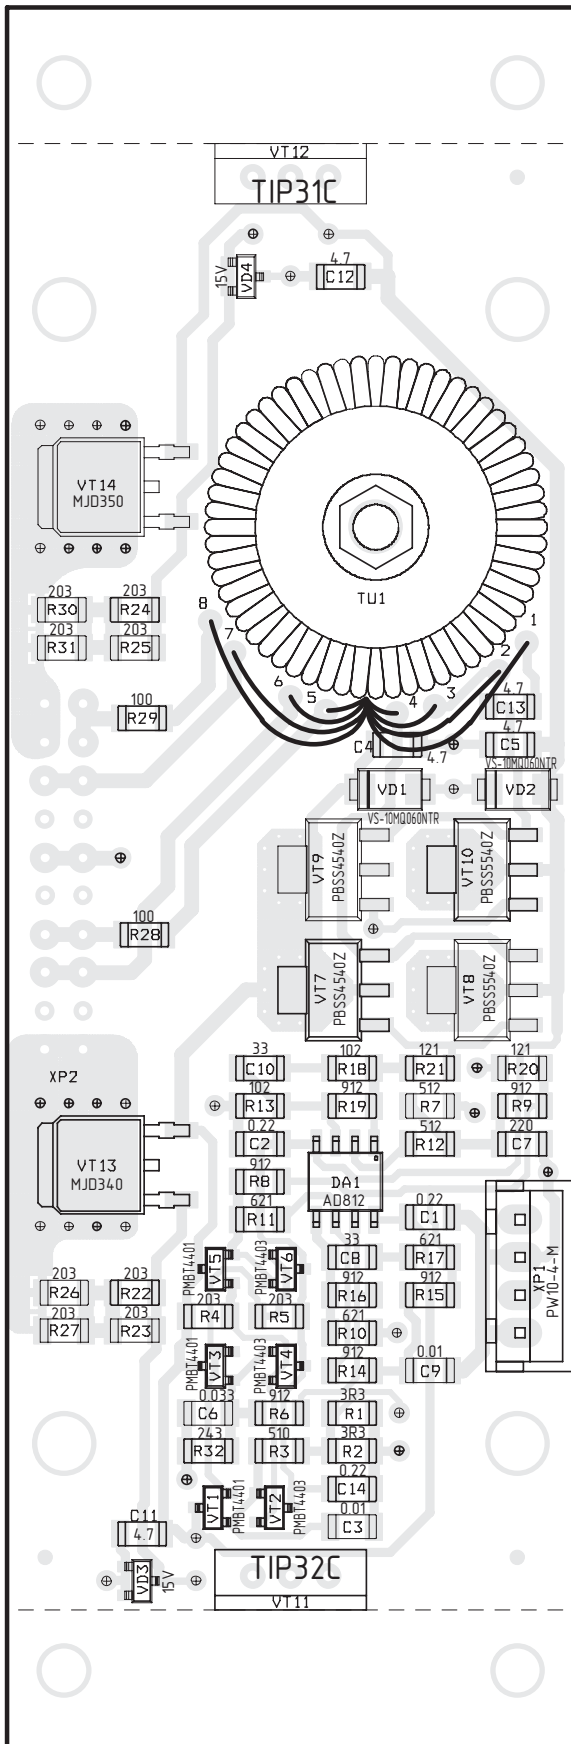 VT12
TIP31C
15V
VD4
4.7
C12
VT14
MJD350
TU1
203
203
R30
R24
203
203
R31
R25
8
7
6
5
4
3
2
1
100
R29
4.7
C13
4.7
C5
C4
4.7
VS-10MQ060NTR
VD1
VD2
VS-10MQ060NTR
VT9
PBSS4540Z
VT10
PBSS5540Z
100
R28
VT7
PBSS4540Z
VT8
PBSS5540Z
XP2
33
102
121
121
C10
R18
R21
R20
102
912
512
912
R13
R19
R7
R9
0.22
512
220
C2
R12
C7
VT13
MJD340
912
R8
DA1
AD812
621
R11
0.22
C1
XP1
PW10-4-M
PMBT4401
VT5
PMBT4403
VT6
33
621
C8
R17
203
203
912
912
R26
R22
R16
R15
203
203
R4
R5
203
203
621
R27
R23
R10
PMBT4401
VT3
PMBT4403
VT4
912
0.01
R14
C9
0.033
912
3R3
C6
R6
R1
243
510
3R3
R32
R3
R2
0.22
C14
PMBT4401
VT1
PMBT4403
VT2
0.01
C3
C11
4.7
VD3
15V
TIP32C
VT11